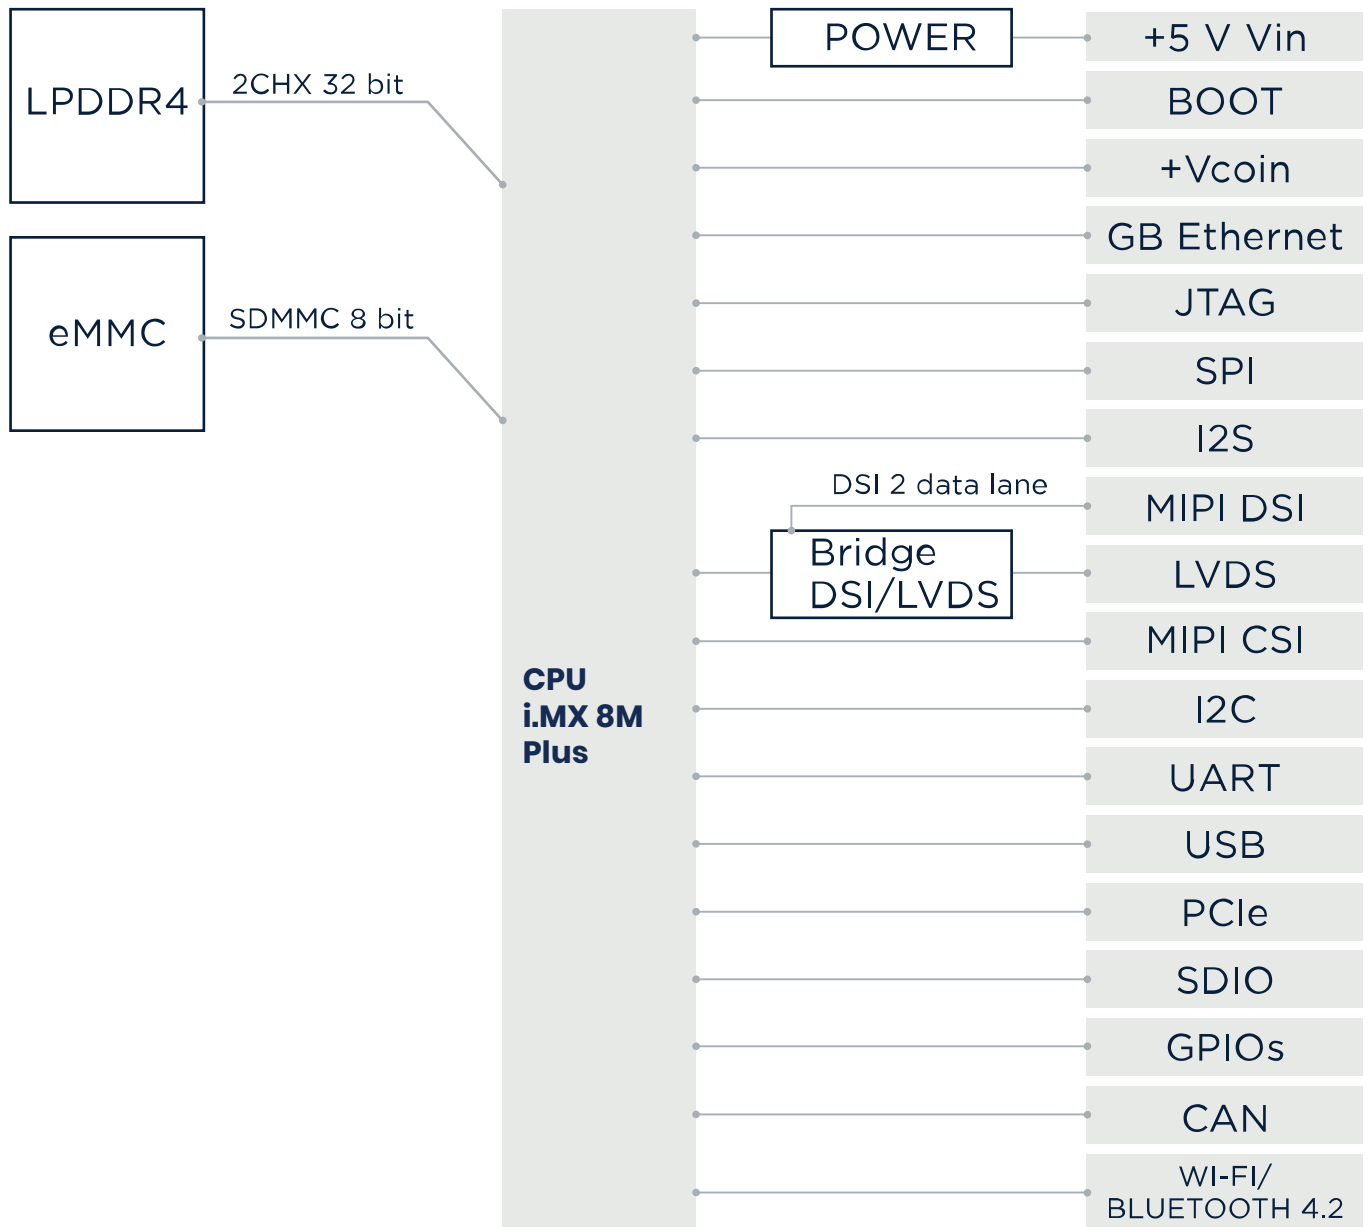 LPDDR4
2CHX 32 bit
eMMC
SDMMC 8 bit
CPU
i.MX 8M
Plus
POWER
DSI 2 data lane
Bridge
DSI/LVDS
+5 V Vin
BOOT
+Vcoin
GB Ethernet
JTAG
SPI
I2S
MIPI DSI
LVDS
MIPI CSI
I2C
UART
USB
PCIe
SDIO
GPIOs
CAN
WI-FI/
BLUETOOTH 4.2